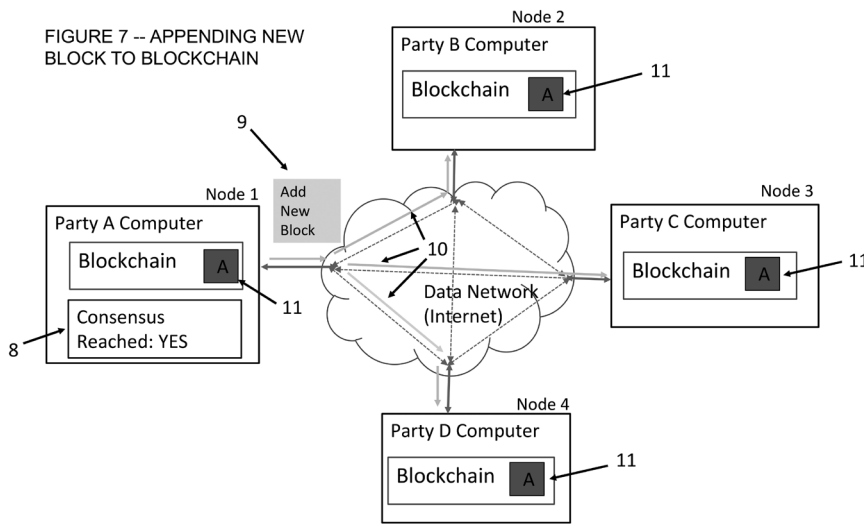 FIGURE 7 -- APPENDING NEW
BLOCK TO BLOCKCHAIN
Node 2
Party B Computer
Blockchain A
11
9
Add
New
Block
Node 1
Party A Computer
Blockchain A
11
Consensus
Reached: YES
8
10
Data Network
(Internet)
Node 3
Party C Computer
Blockchain A
11
Node 4
Party D Computer
Blockchain A
11